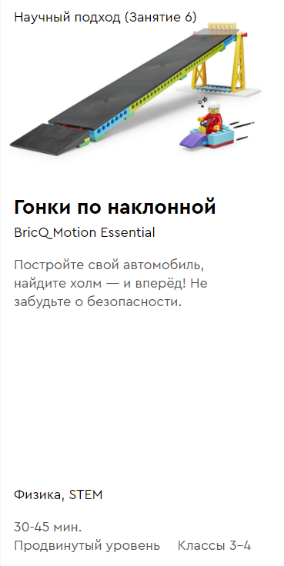 Научный подход (Занятие 6)
Гонки по наклонной
BricQ Motion Essential
Постройте свой автомобиль,
найдите холм — и вперёд! Не
забудьте о безопасности.
Физика, STEM
30-45 мин.
Продвинутый уровень Классы 3–4